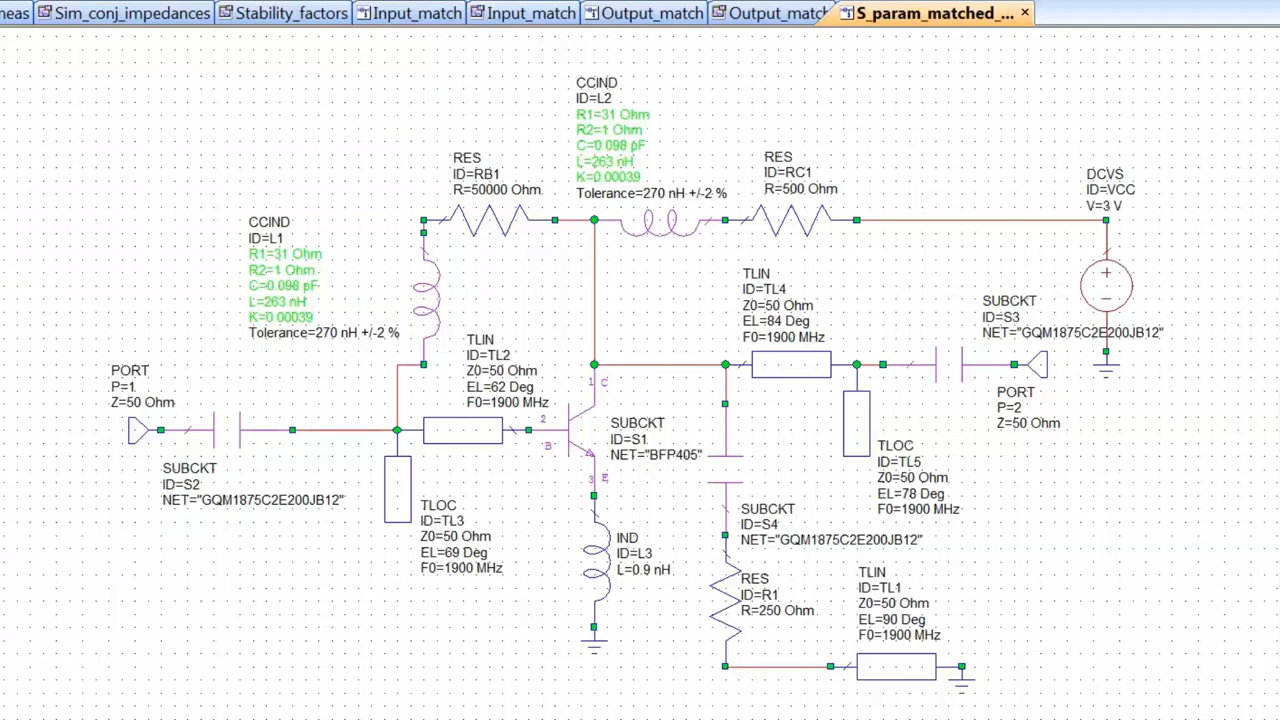 neas
Sim_conj_impedances
Stability_factors
Input_match
Input_match
Output_match
Output_matc
S_param_matched_...
CCIND
ID=L2
R1=31 Ohm
R2=1 Ohm
C=0.098 pF
L=263 nH
K=0.00039
Tolerance=270 nH +/-2 %
RES
ID=RB1
R=50000 Ohm
RES
ID=RC1
R=500 Ohm
DCVS
ID=VCC
V=3 V
CCIND
ID=L1
R1=31 Ohm
R2=1 Ohm
C=0.098 pF
L=263 nH
K=0.00039
Tolerance=270 nH +/-2 %
TLIN
ID=TL4
Z0=50 Ohm
EL=84 Deg
F0=1900 MHz
SUBCKT
ID=S3
NET="GQM1875C2E200JB12"
TLIN
ID=TL2
Z0=50 Ohm
EL=62 Deg
F0=1900 MHz
PORT
P=1
Z=50 Ohm
1 C
2
B
3 E
SUBCKT
ID=S1
NET="BFP405"
PORT
P=2
Z=50 Ohm
SUBCKT
ID=S2
NET="GQM1875C2E200JB12"
TLOC
ID=TL5
Z0=50 Ohm
EL=78 Deg
F0=1900 MHz
TLOC
ID=TL3
Z0=50 Ohm
EL=69 Deg
F0=1900 MHz
SUBCKT
ID=S4
NET="GQM1875C2E200JB12"
IND
ID=L3
L=0.9 nH
RES
ID=R1
R=250 Ohm
TLIN
ID=TL1
Z0=50 Ohm
EL=90 Deg
F0=1900 MHz